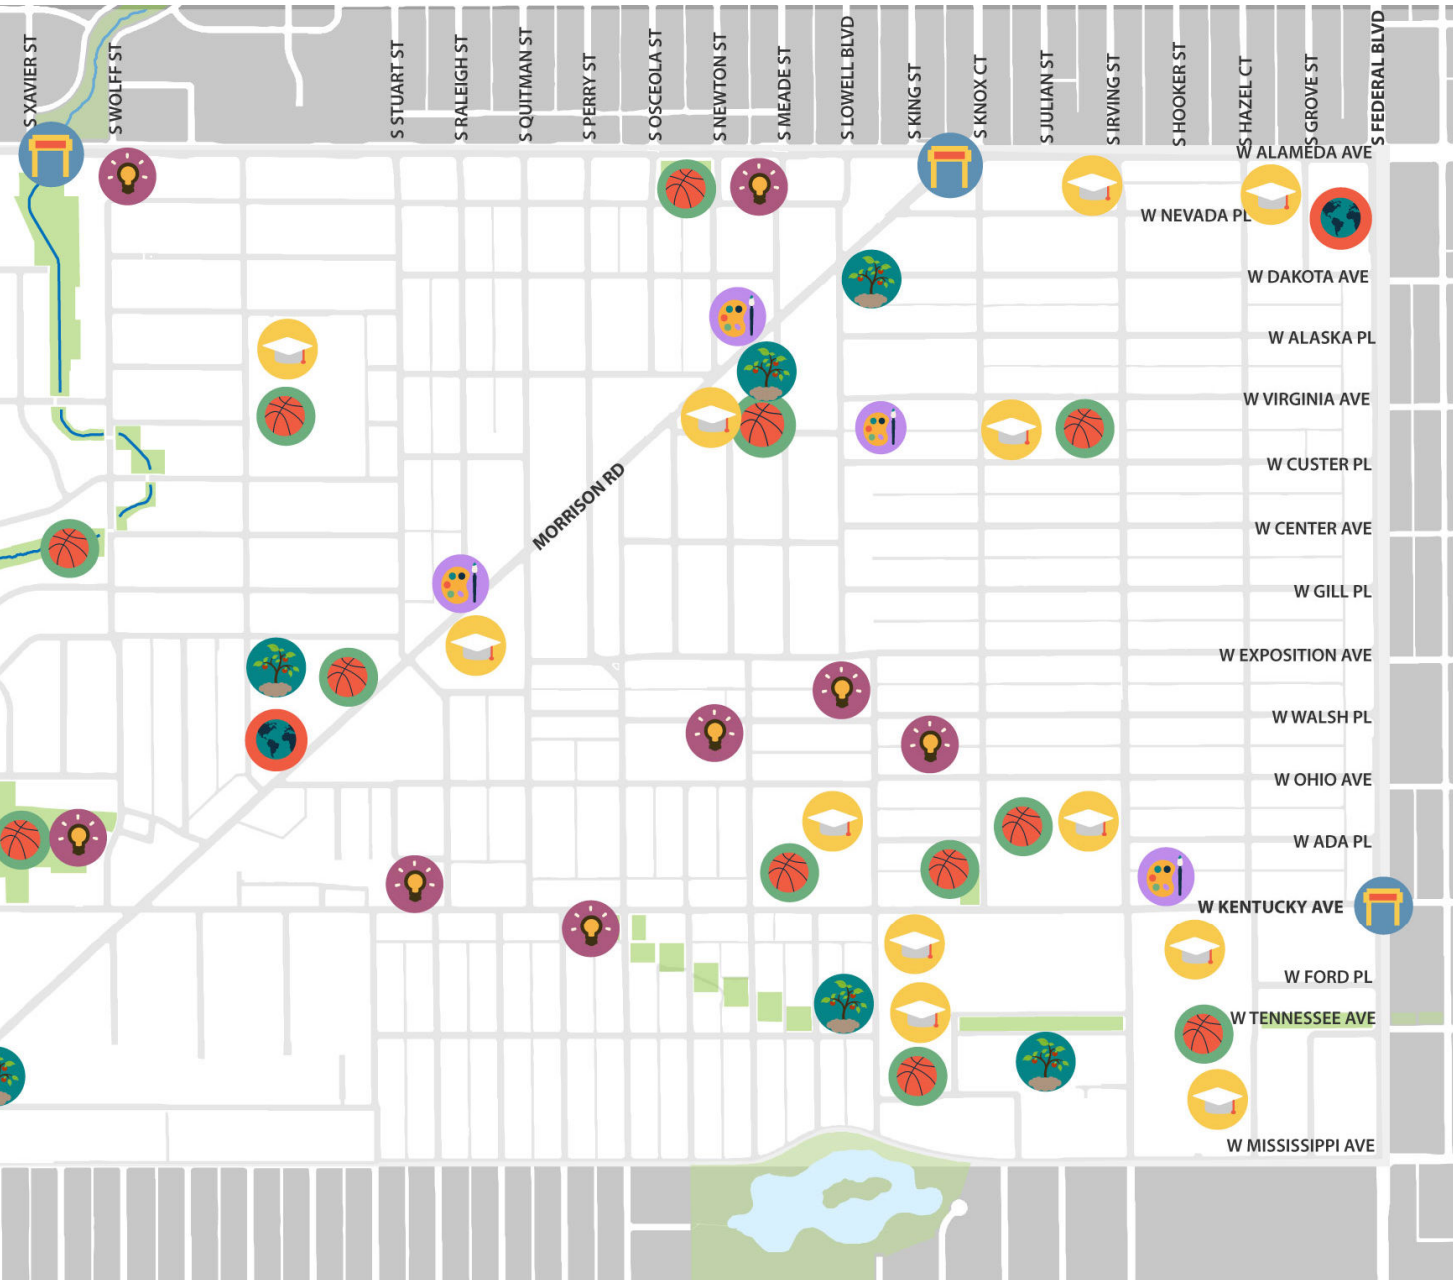 S XAVIER ST
S WOLFF ST
S STUART ST
S RALEIGH ST
S QUITMAN ST
S PERRY ST
S OSCEOLA ST
S NEWTON ST
S MEADE ST
S LOWELL BLVD
S KING ST
S KNOX CT
S JULIAN ST
S IRVING ST
S HOOKER ST
S HAZEL CT
S GROVE ST
S FEDERAL BLVD
W ALAMEDA AVE
W NEVADA PL
W DAKOTA AVE
W ALASKA PL
W VIRGINIA AVE
W CUSTER PL
MORRISON RD
W CENTER AVE
W GILL PL
W EXPOSITION AVE
W WALSH PL
W OHIO AVE
W ADA PL
W KENTUCKY AVE
W FORD PL
W TENNESSEE AVE
W MISSISSIPPI AVE